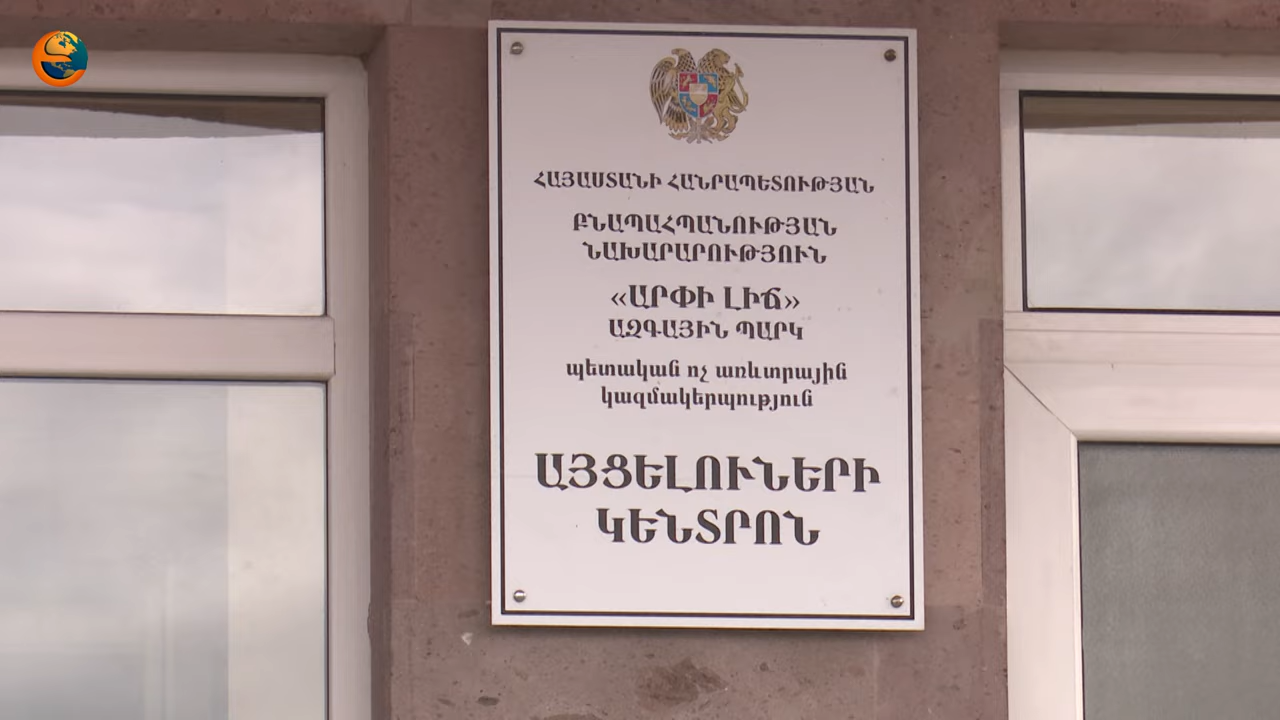 ՀԱՅԱՍՏԱՆԻ ՀԱՆՐԱՊԵՏՈՒԹՅԱՆ
ԲՆԱՊԱՀՊԱՆՈՒԹՅԱՆ
ՆԱԽԱՐԱՐՈՒԹՅՈՒՆ
«ԱՐՓԻ ԼԻՃ»
ԱԶԳԱՅԻՆ ՊԱՐԿ
պետական ոչ առևտրային
կազմակերպություն
ԱՅՑԵԼՈՒՆԵՐԻ
ԿԵՆՏՐՈՆ